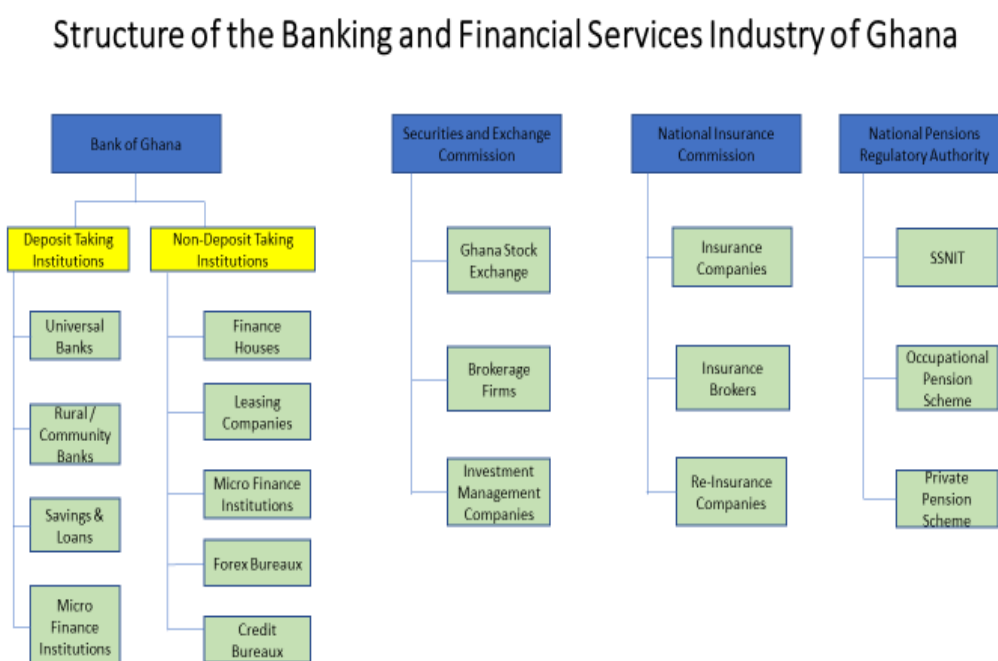 Structure of the Banking and Financial Services Industry of Ghana
Bank of Ghana
Deposit Taking
Institutions
Universal
Banks
Rural /
Community
Banks
Savings &
Loans
Micro
Finance
Institutions
Non-Deposit Taking
Institutions
Finance
Houses
Leasing
Companies
Micro Finance
Institutions
Forex Bureaux
Credit
Bureaux
Securities and Exchange
Commission
Ghana Stock
Exchange
Brokerage
Firms
Investment
Management
Companies
National Insurance
Commission
Insurance
Companies
Insurance
Brokers
Re-Insurance
Companies
National Pensions
Regulatory Authority
SSNIT
Occupational
Pension
Scheme
Private
Pension
Scheme